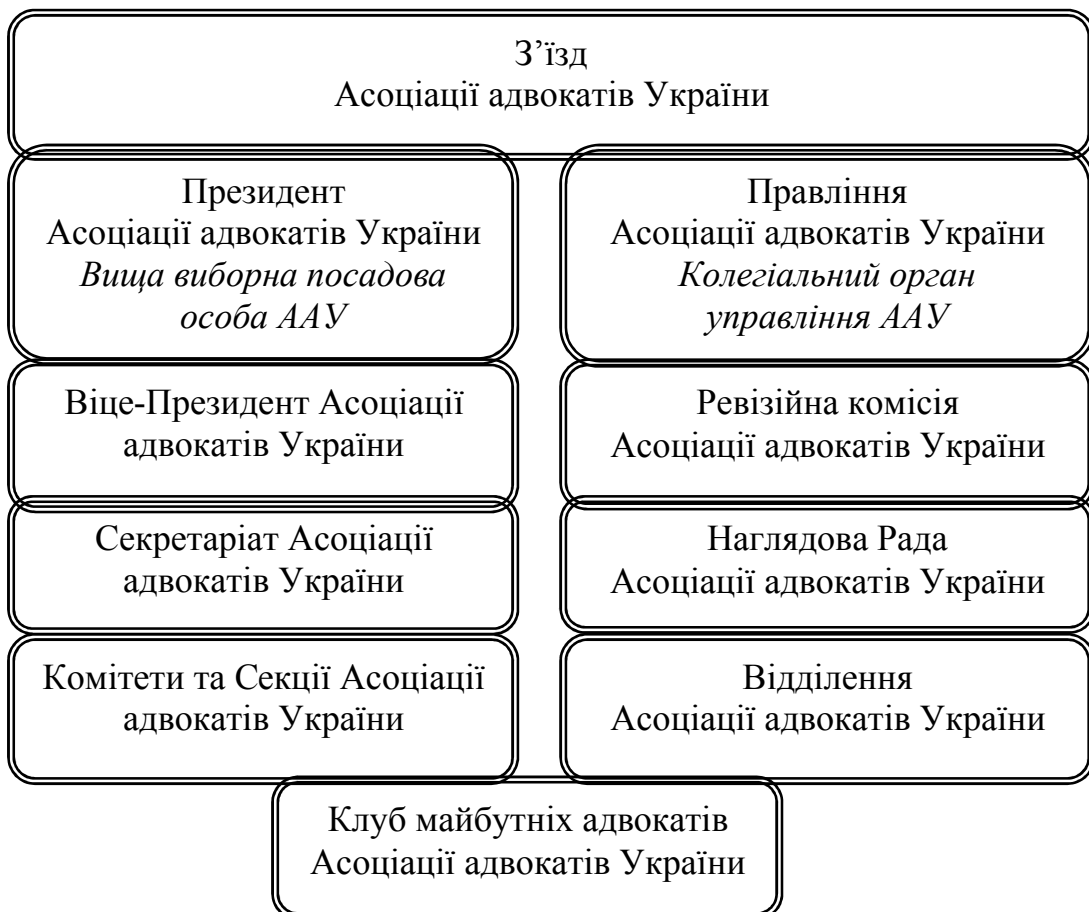 З’їзд
Асоціації адвокатів України
Президент
Асоціації адвокатів України
Вища виборна посадова
особа ААУ
Правління
Асоціації адвокатів України
Колегіальний орган
управління ААУ
Віце-Президент Асоціації
адвокатів України
Ревізійна комісія
Асоціації адвокатів України
Секретаріат Асоціації
адвокатів України
Наглядова Рада
Асоціації адвокатів України
Комітети та Секції Асоціації
адвокатів України
Відділення
Асоціації адвокатів України
Клуб майбутніх адвокатів
Асоціації адвокатів України